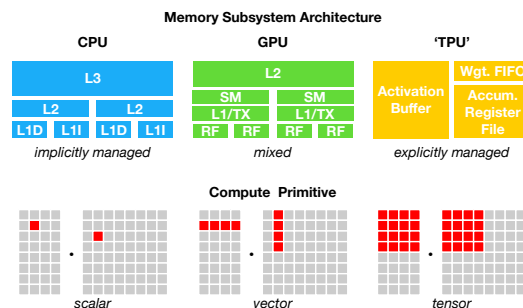 Memory Subsystem Architecture
CPU GPU 'TPU'
L3
L2 L2
L1D L1I L1D L1I
implicitly managed
L2
SM SM
L1/TX L1/TX
RF RF RF RF
mixed
Activation
Buffer
Wgt. FIFO
Accum.
Register
File
explicitly managed
Compute Primitive
scalar vector tensor